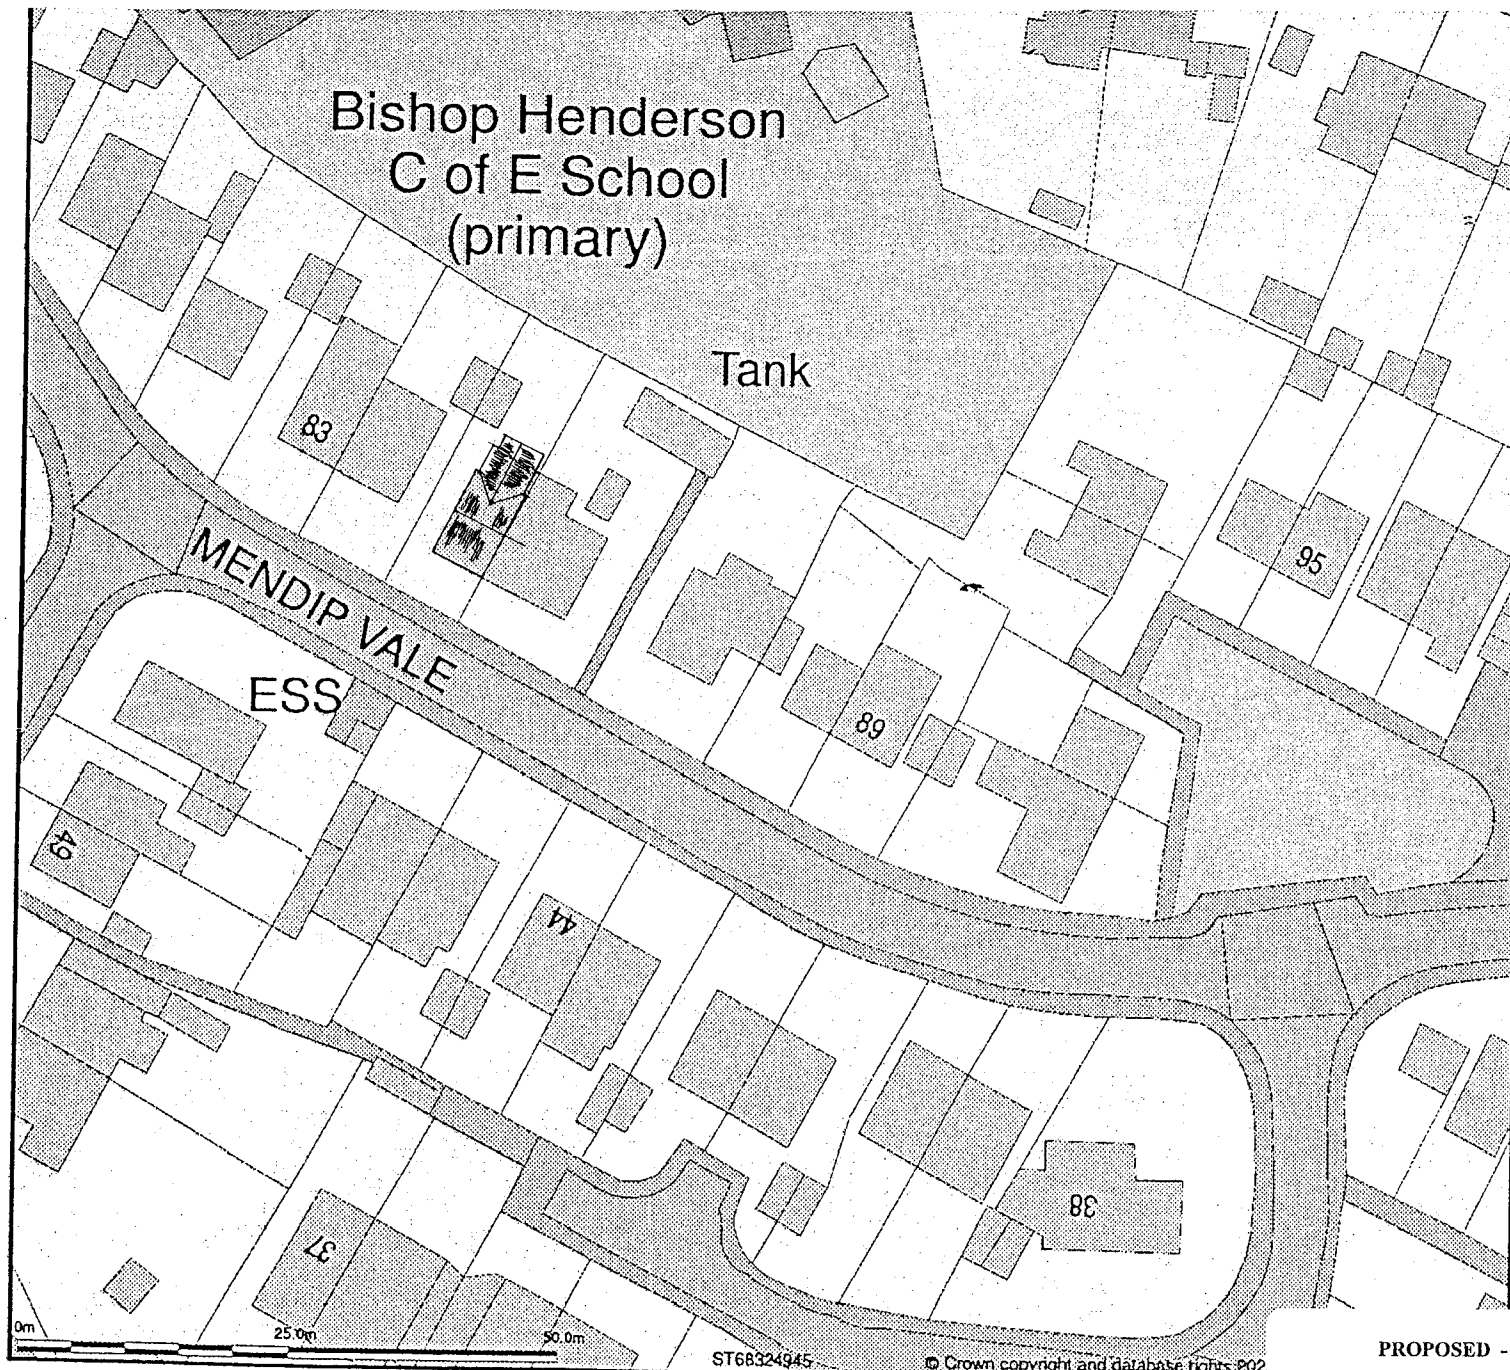 Bishop Henderson
C of E School
(primary)
Tank
83
95
MENDIP VALE
ESS
89
49
44
38
37
0m 25.0m 50.0m
ST68324945
© Crown copyright and database rights 202
PROPOSED -